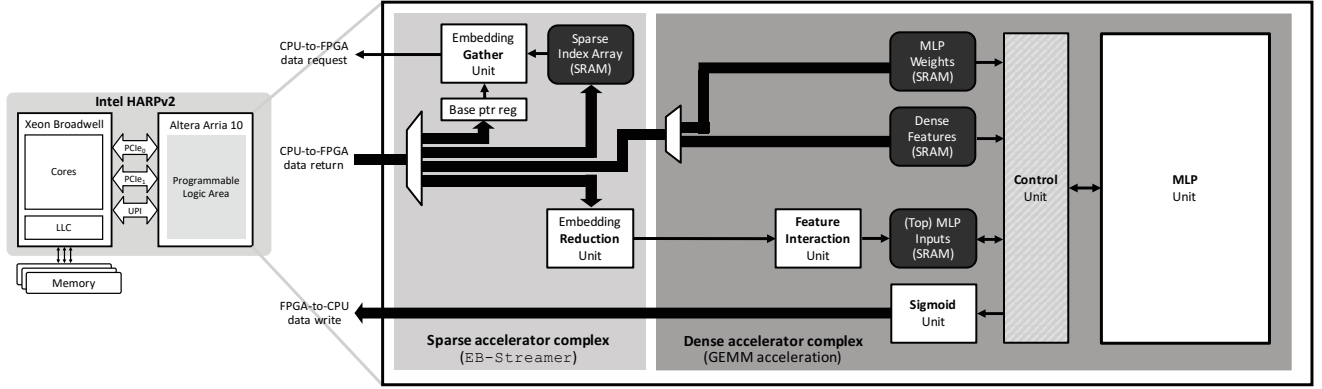 Intel HARPv2
Xeon Broadwell
Cores
LLC
PCIe0
PCIe1
UPI
Altera Arria 10
Programmable
Logic Area
Memory
CPU-to-FPGA
data request
CPU-to-FPGA
data return
FPGA-to-CPU
data write
Embedding
Gather
Unit
Sparse
Index Array
(SRAM)
Base ptr reg
Embedding
Reduction
Unit
Sparse accelerator complex
(EB-Streamer)
MLP
Weights
(SRAM)
Dense
Features
(SRAM)
Feature
Interaction
Unit
(Top) MLP
Inputs
(SRAM)
Sigmoid
Unit
Control
Unit
MLP
Unit
Dense accelerator complex
(GEMM acceleration)